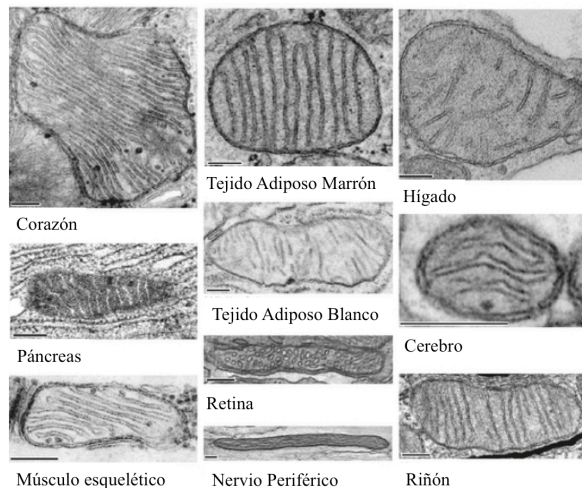 Corazón
Tejido Adiposo Marrón
Hígado
Páncreas
Tejido Adiposo Blanco
Cerebro
Retina
Músculo esquelético
Nervio Periférico
Riñón